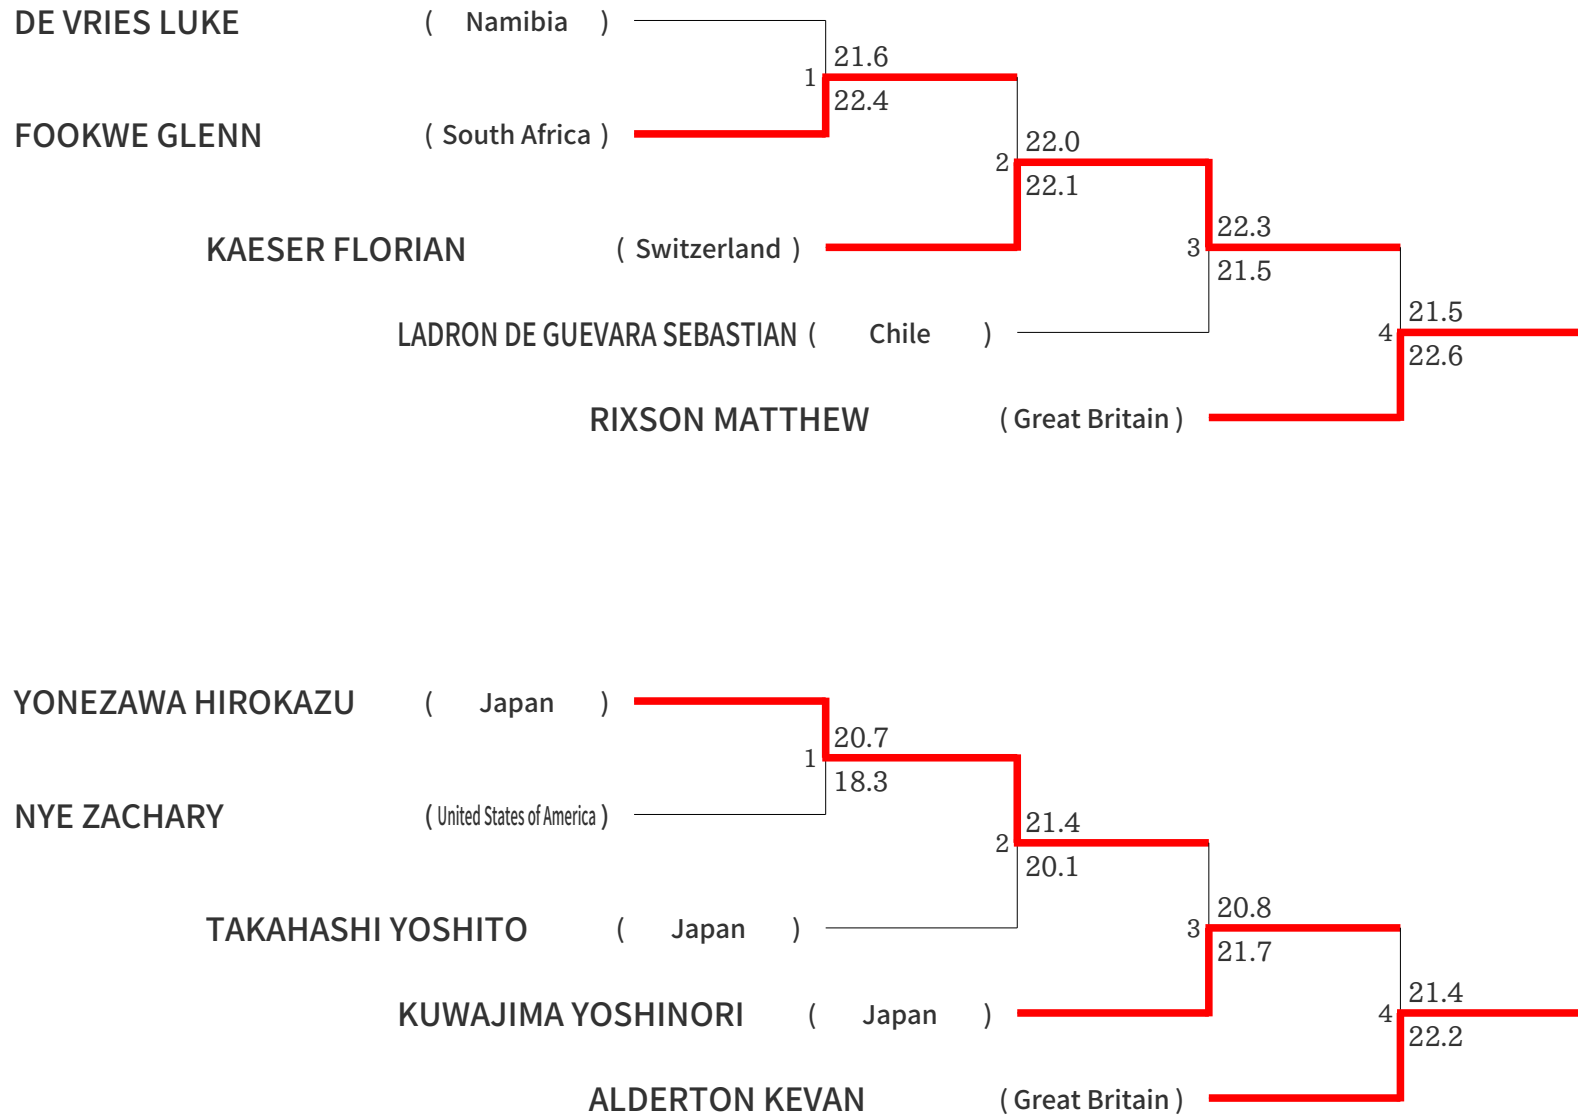 DE VRIES LUKE ( Namibia )
21.6
1
22.4
FOOKWE GLENN ( South Africa )
22.0
2
22.1
KAESER FLORIAN ( Switzerland )
22.3
3
21.5
LADRON DE GUEVARA SEBASTIAN ( Chile )
21.5
4
22.6
RIXSON MATTHEW ( Great Britain )
YONEZAWA HIROKAZU ( Japan )
20.7
1
18.3
NYE ZACHARY ( United States of America )
21.4
2
20.1
TAKAHASHI YOSHITO ( Japan )
20.8
3
21.7
KUWAJIMA YOSHINORI ( Japan )
21.4
4
22.2
ALDERTON KEVAN ( Great Britain )